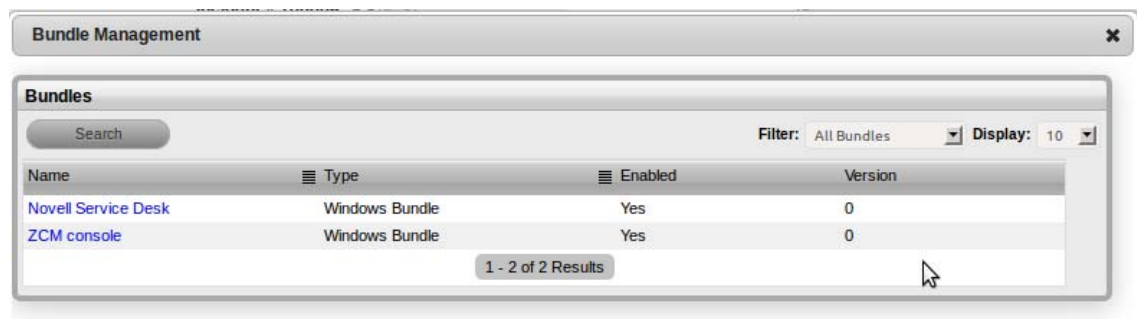 Bundle Management
Bundles
Search Filter: All Bundles Display: 10
Name Type Enabled Version
Novell Service Desk Windows Bundle Yes 0
ZCM console Windows Bundle Yes 0
1 - 2 of 2 Results